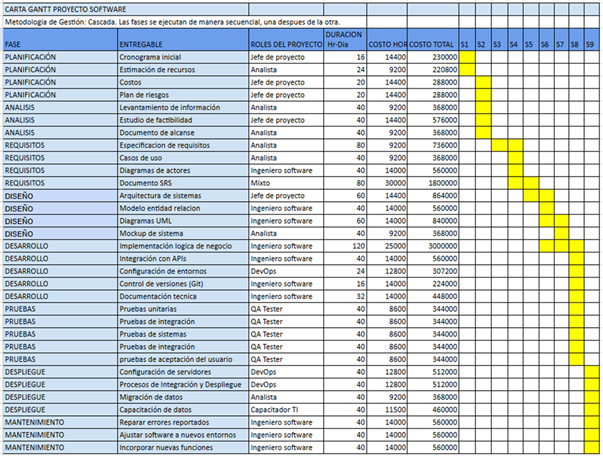 CARTA GANTT PROYECTO SOFTWARE
Metodologia de Gestión: Cascada. Las fases se ejecutan de manera secuencial, una despues de la otra.
FASE ENTREGABLE ROLES DEL PROYECTO DURACION Hr-Dia COSTO HOR COSTO TOTAL S1 S2 S3 S4 S5 S6 S7 S8 S9
PLANIFICACIÓN Cronograma inicial Jefe de proyecto 16 14400 230000
PLANIFICACIÓN Estimación de recursos Analista 24 9200 220800
PLANIFICACIÓN Costos Jefe de proyecto 20 14400 288000
PLANIFICACIÓN Plan de riesgos Jefe de proyecto 20 14400 288000
ANALISIS Levantamiento de información Analista 40 9200 368000
ANALISIS Estudio de factibilidad Jefe de proyecto 40 14400 576000
ANALISIS Documento de alcanse Analista 40 9200 368000
REQUISITOS Especificacion de requisitos Analista 80 9200 736000
REQUISITOS Casos de uso Analista 40 9200 368000
REQUISITOS Diagramas de actores Ingeniero software 40 14000 560000
REQUISITOS Documento SRS Mixto 80 30000 1800000
DISEÑO Arquitectura de sistemas Jefe de proyecto 60 14400 864000
DISEÑO Modelo entidad relacion Ingeniero software 40 14000 560000
DISEÑO Diagramas UML Ingeniero software 60 14000 840000
DISEÑO Mockup de sistema Analista 40 9200 368000
DESARROLLO Implementación logica de negocio Ingeniero software 120 25000 3000000
DESARROLLO Integración con APIs Ingeniero software 40 14000 560000
DESARROLLO Configuración de entornos DevOps 24 12800 307200
DESARROLLO Control de versiones (Git) Ingeniero software 16 14000 224000
DESARROLLO Documentación tecnica Ingeniero software 32 14000 448000
PRUEBAS Pruebas unitarias QA Tester 40 8600 344000
PRUEBAS Pruebas de integración QA Tester 40 8600 344000
PRUEBAS Pruebas de sistemas QA Tester 40 8600 344000
PRUEBAS Pruebas de integración QA Tester 40 8600 344000
PRUEBAS pruebas de aceptación del usuario QA Tester 40 8600 344000
DESPLIEGUE Configuración de servidores DevOps 40 12800 512000
DESPLIEGUE Procesos de Integración y Despliegue DevOps 40 12800 512000
DESPLIEGUE Migración de datos Analista 40 9200 368000
DESPLIEGUE Capacitación de datos Capacitador TI 40 11500 460000
MANTENIMIENTO Reparar errores reportados Ingeniero software 40 14000 560000
MANTENIMIENTO Ajustar software a nuevos entornos Ingeniero software 40 14000 560000
MANTENIMIENTO Incorporar nuevas funciones Ingeniero software 40 14000 560000